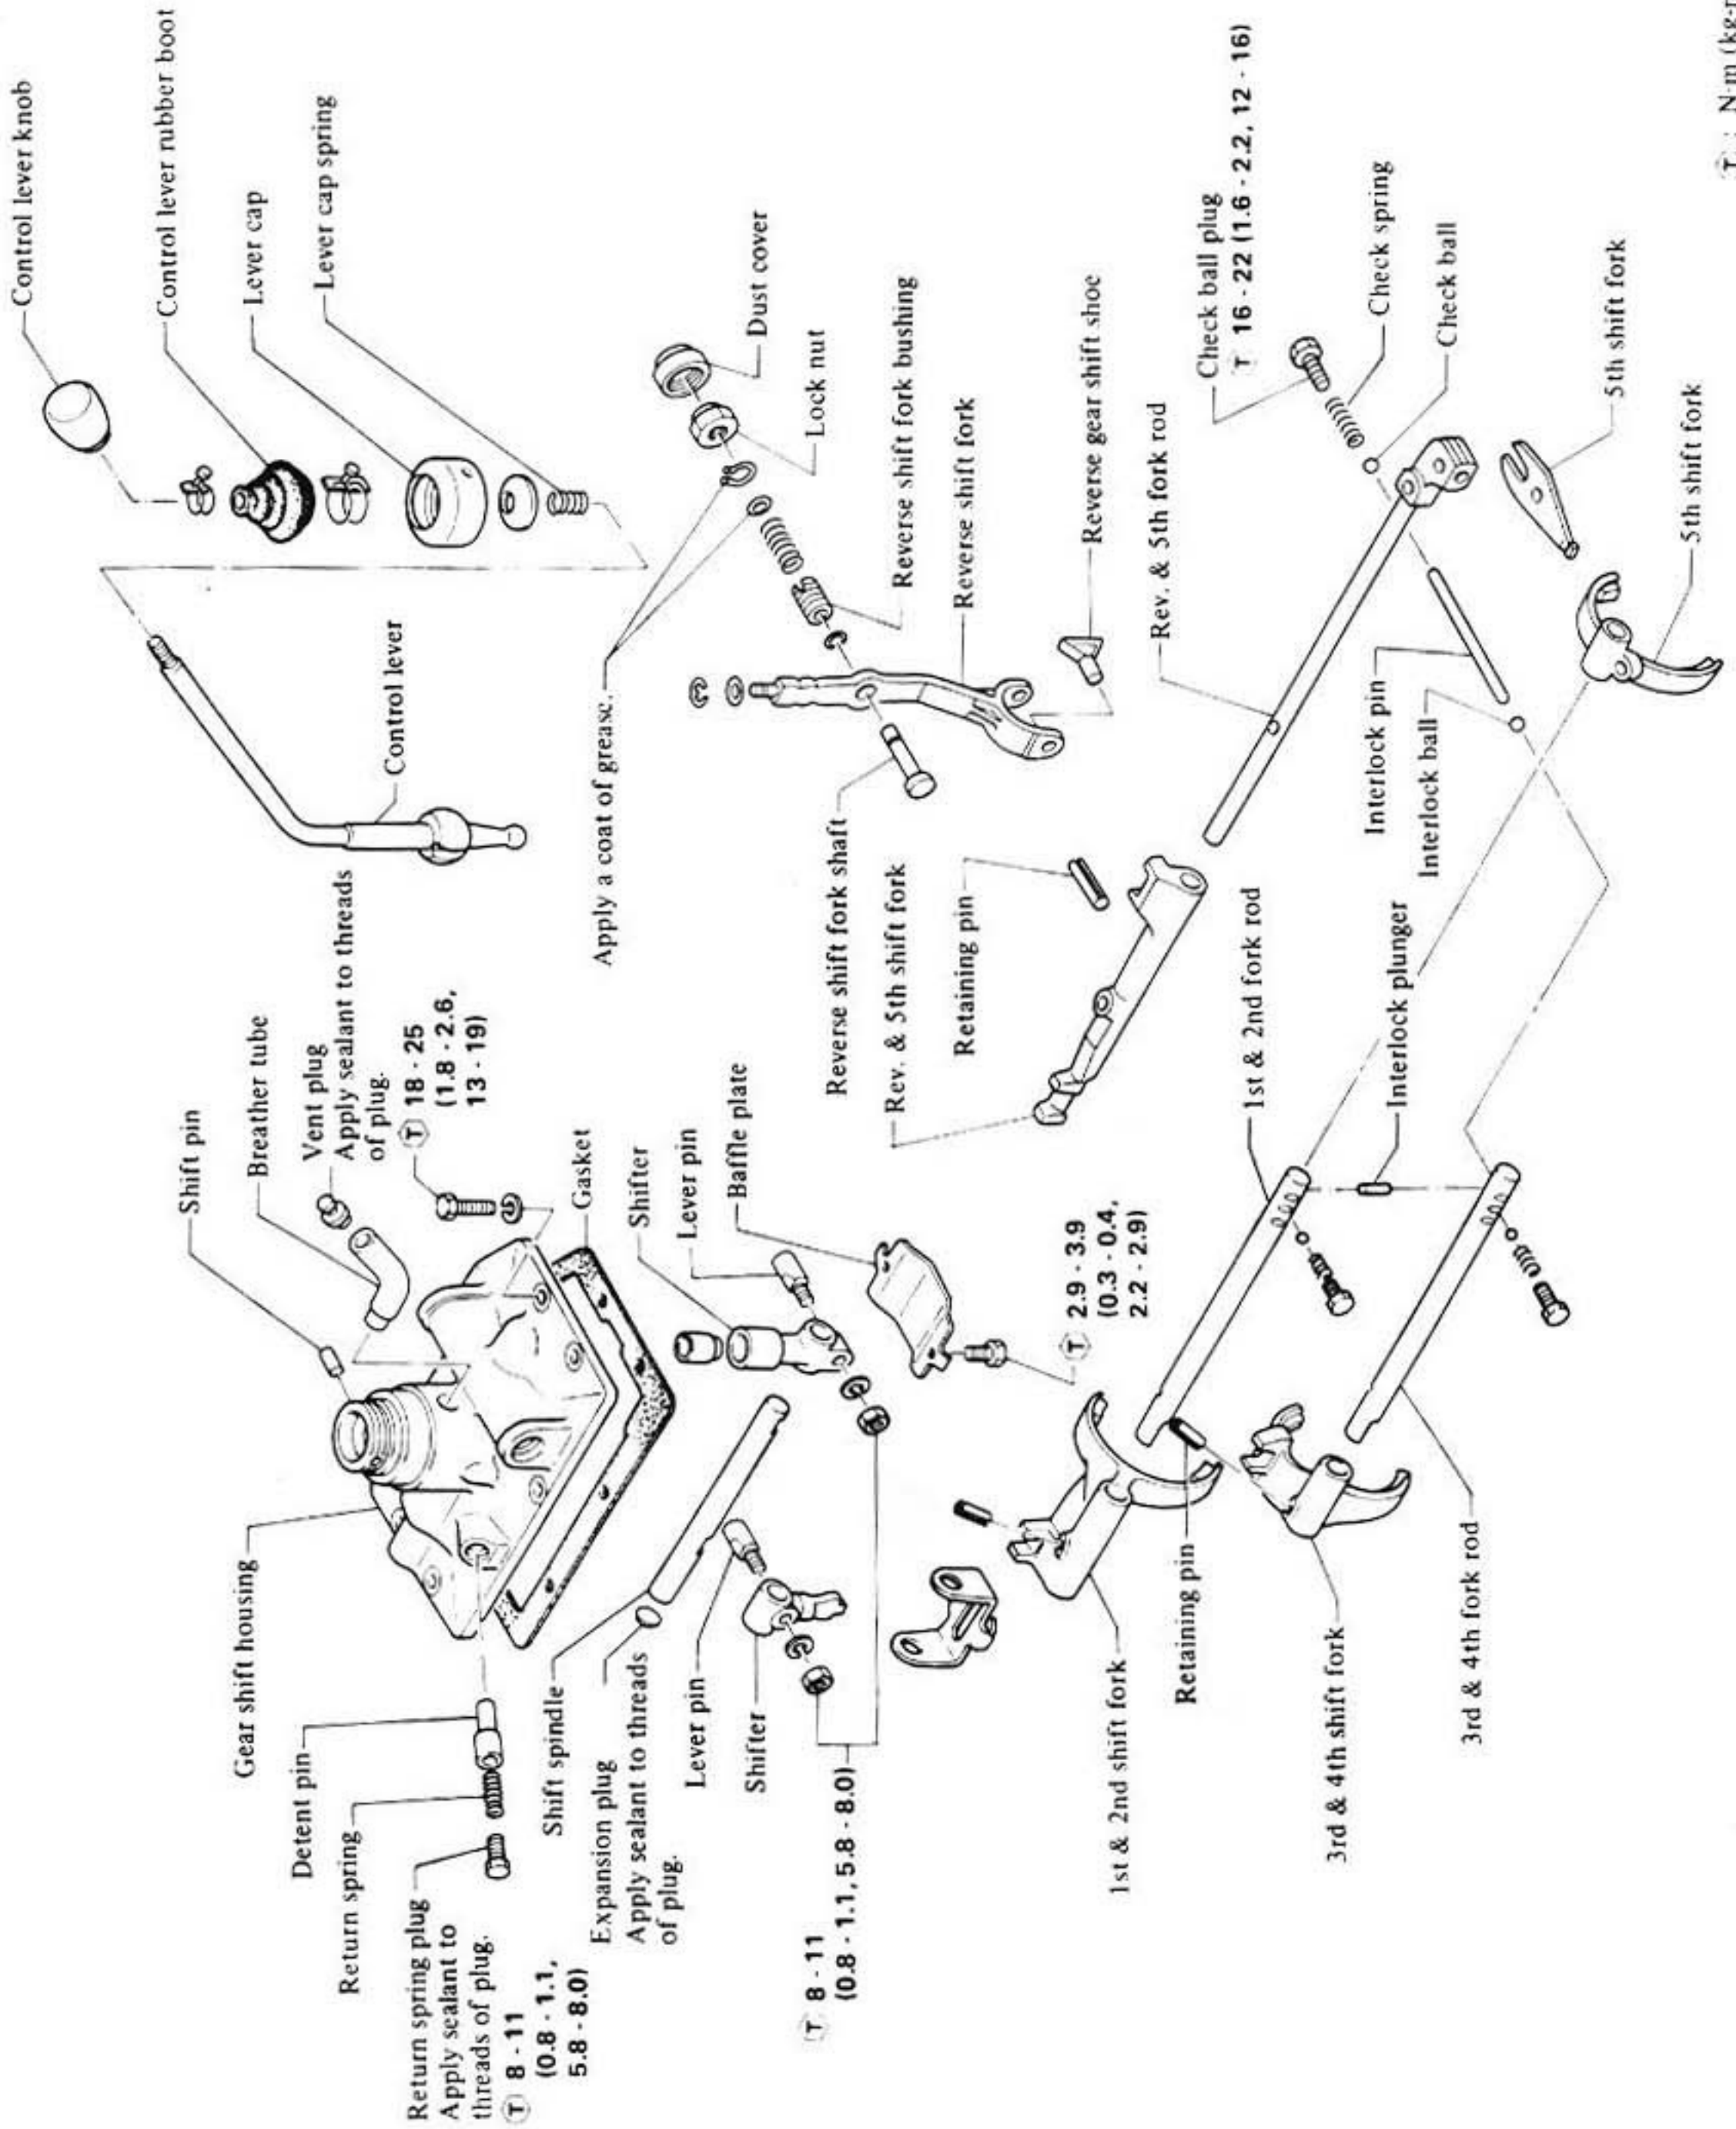 Control lever knob
Control lever rubber boot
Lever cap
Lever cap spring
Control lever
Apply a coat of grease.
Dust cover
Lock nut
Reverse shift fork bushing
Reverse shift fork
Reverse gear shift shoe
Reverse shift fork shaft
Rev. & 5th shift fork
Retaining pin
Rev. & 5th fork rod
Check ball plug
T 16 - 22 (1.6 - 2.2, 12 - 16)
Check spring
Check ball
5th shift fork
5th shift fork
Interlock pin
Interlock ball
1st & 2nd fork rod
Interlock plunger
Shift pin
Breather tube
Vent plug
Apply sealant to threads
of plug.
T 18 - 25
(1.8 - 2.6,
13 - 19)
Gasket
Shifter
Lever pin
Baffle plate
T 2.9 - 3.9
(0.3 - 0.4,
2.2 - 2.9)
Gear shift housing
Detent pin
Return spring
Return spring plug
Apply sealant to
threads of plug.
T 8 - 11
(0.8 - 1.1,
5.8 - 8.0)
Shift spindle
Expansion plug
Apply sealant to threads
of plug.
Lever pin
Shifter
T 8 - 11
(0.8 - 1.1, 5.8 - 8.0)
1st & 2nd shift fork
Retaining pin
3rd & 4th shift fork
3rd & 4th fork rod
T : N·m (kg-